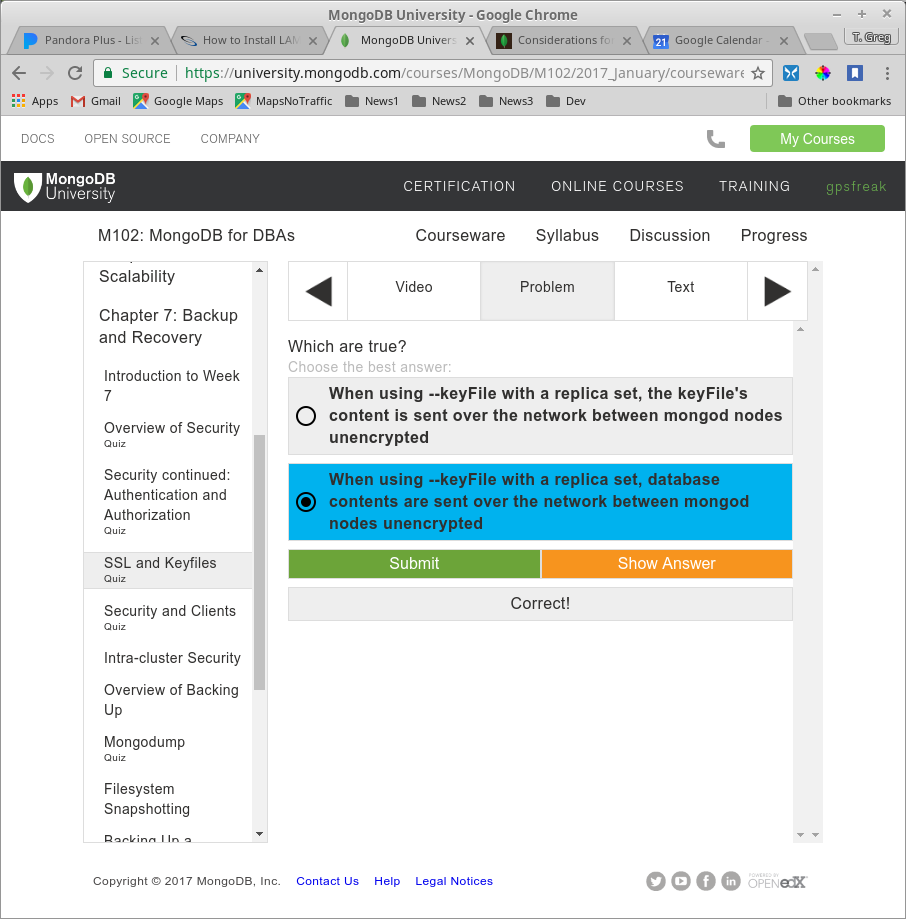 MongoDB University - Google Chrome
Pandora Plus - List
How to Install LAM
MongoDB Univers
Considerations fo
21 Google Calendar -
T. Greg
Secure https://university.mongodb.com/courses/MongoDB/M102/2017_January/courseware
Apps Gmail Google Maps MapsNoTraffic News1 News2 News3 Dev Other bookmarks
DOCS OPEN SOURCE COMPANY My Courses
MongoDB
University
CERTIFICATION ONLINE COURSES TRAINING gpsfreak
M102: MongoDB for DBAs Courseware Syllabus Discussion Progress
Scalability
Chapter 7: Backup
and Recovery
Introduction to Week
7
Overview of Security
Quiz
Security continued:
Authentication and
Authorization
Quiz
SSL and Keyfiles
Quiz
Security and Clients
Quiz
Intra-cluster Security
Overview of Backing
Up
Mongodump
Quiz
Filesystem
Snapshotting
Backing Up a
Video Problem Text
Which are true?
Choose the best answer:
When using --keyFile with a replica set, the keyFile's
content is sent over the network between mongod nodes
unencrypted
When using --keyFile with a replica set, database
contents are sent over the network between mongod
nodes unencrypted
Submit Show Answer
Correct!
Copyright © 2017 MongoDB, Inc. Contact Us Help Legal Notices
POWERED BY
OPEN edX